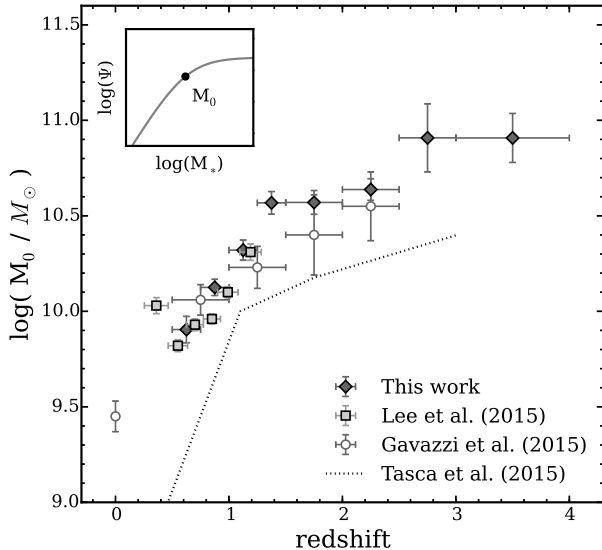 11.5
11.0
10.5
10.0
9.5
9.0
log( M₀ / M⊙ )
log(Ψ)
M₀
log(M*)
This work
Lee et al. (2015)
Gavazzi et al. (2015)
Tasca et al. (2015)
0 1 2 3 4
redshift